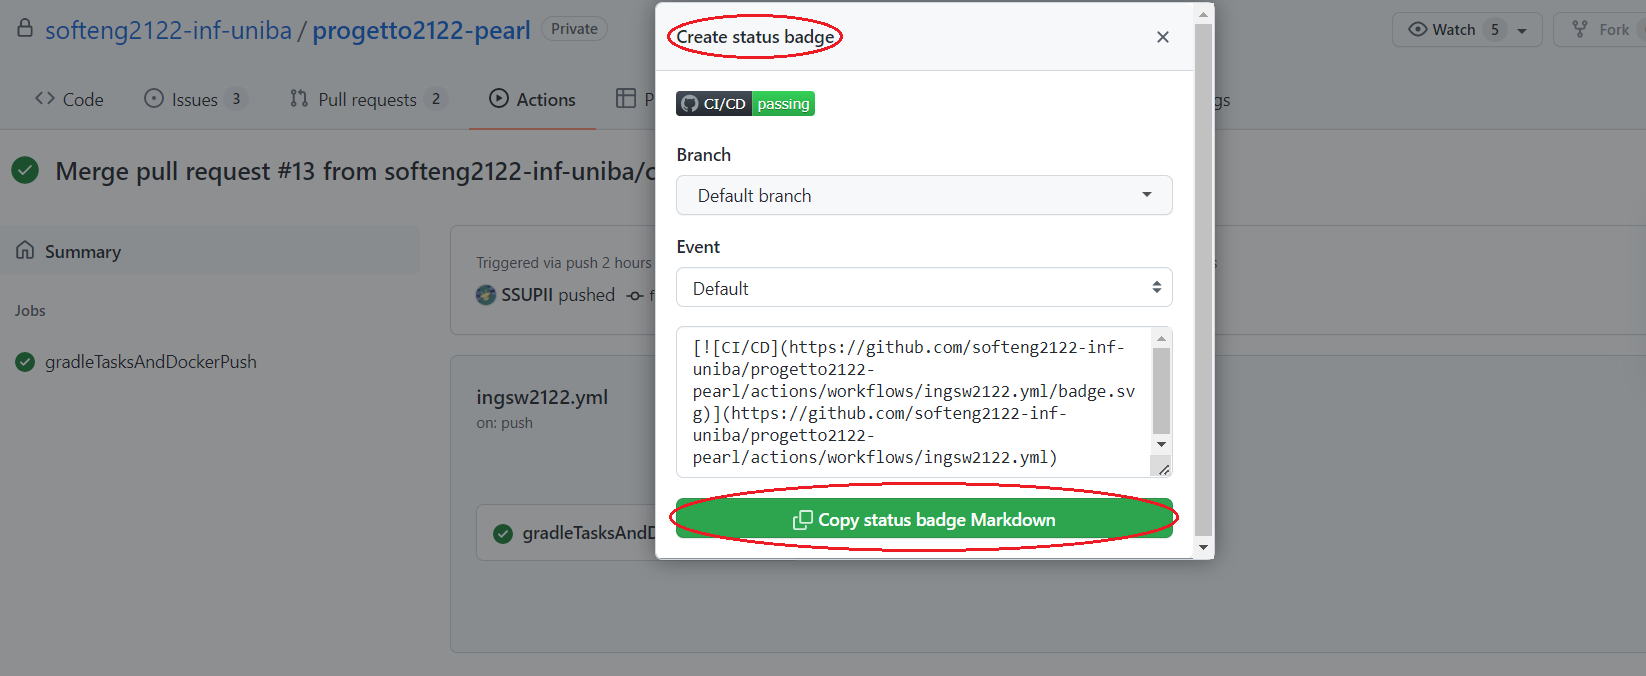 softeng2122-inf-uniba / progetto2122-pearl Private
Watch 5
Fork
Code
Issues 3
Pull requests 2
Actions
P
gs
Merge pull request #13 from softeng2122-inf-uniba/c
Summary
Jobs
gradleTasksAndDockerPush
Triggered via push 2 hours
s
SSUPII pushed f
ingsw2122.yml
on: push
gradleTasksAndD
Create status badge
CI/CD passing
Branch
Default branch
Event
Default
[![CI/CD](https://github.com/softeng2122-inf-
uniba/progetto2122-
pearl/actions/workflows/ingsw2122.yml/badge.sv
g)](https://github.com/softeng2122-inf-
uniba/progetto2122-
pearl/actions/workflows/ingsw2122.yml)
Copy status badge Markdown